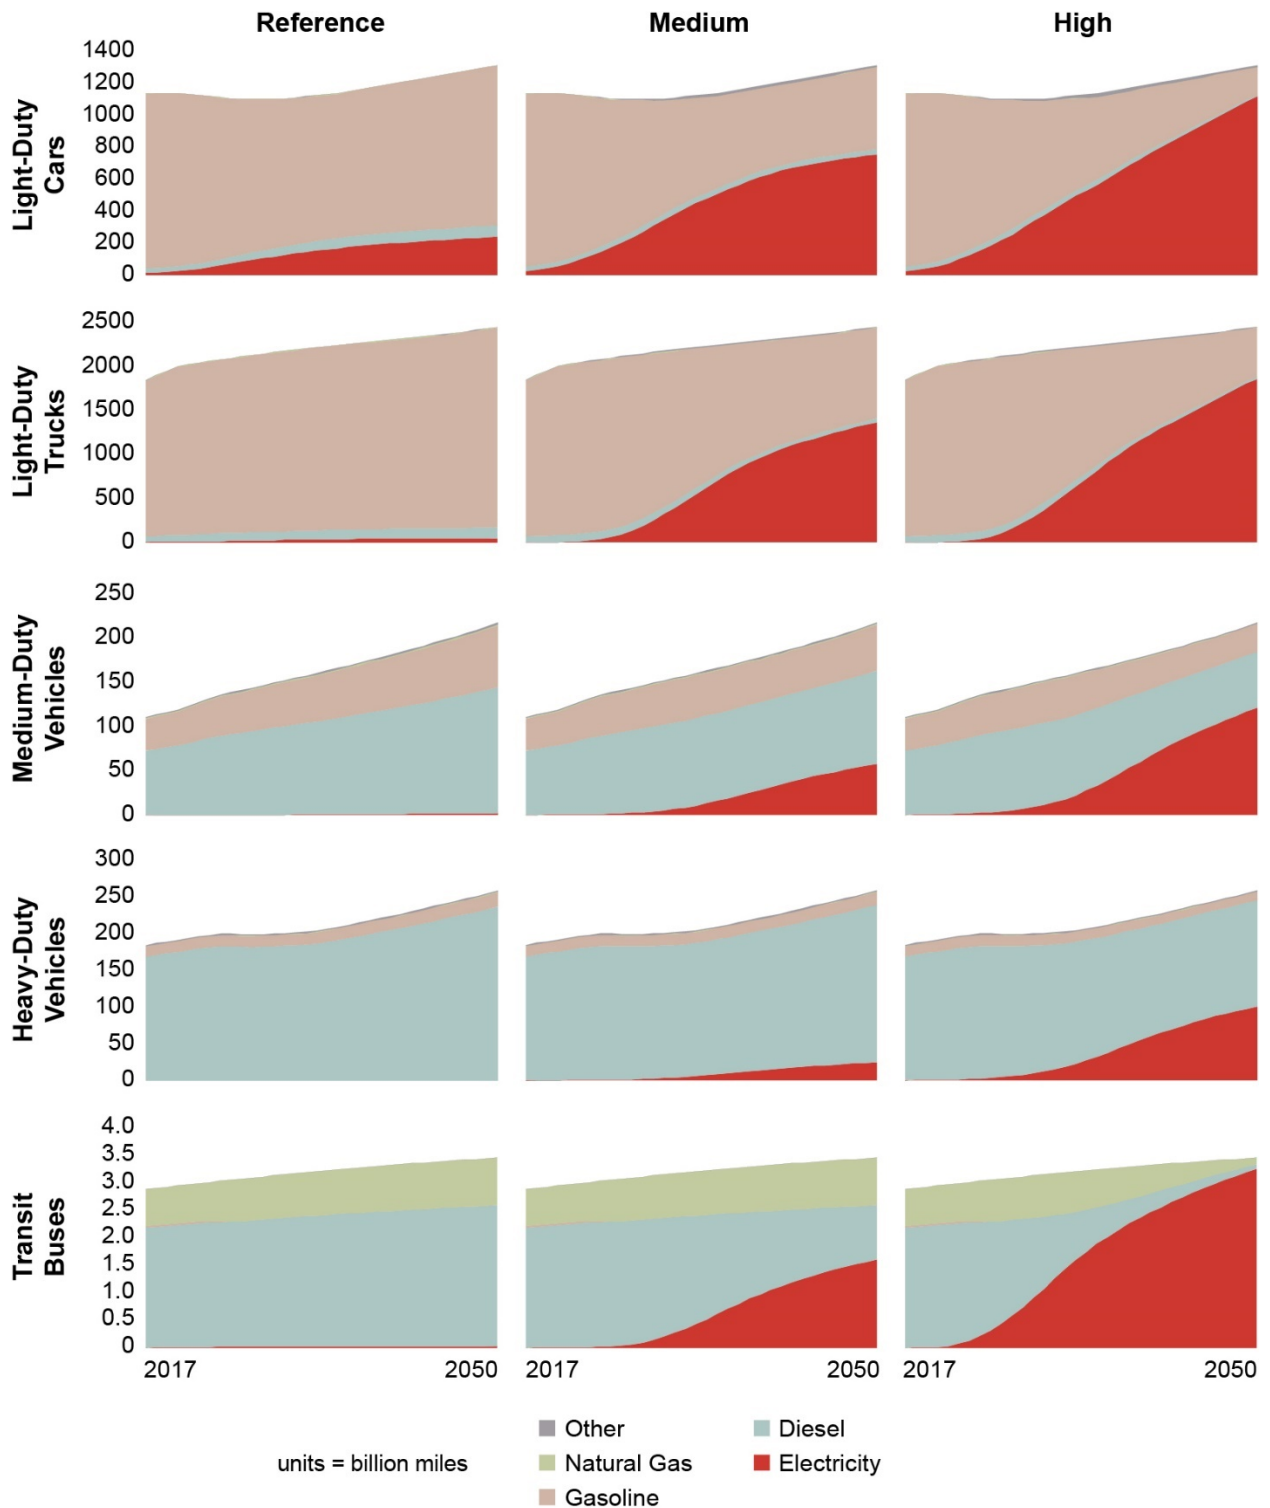 Reference
Medium
High
Light-Duty
Cars
1400
1200
1000
800
600
400
200
0
Light-Duty
Trucks
2500
2000
1500
1000
500
0
Medium-Duty
Vehicles
250
200
150
100
50
0
Heavy-Duty
Vehicles
300
250
200
150
100
50
0
Transit
Buses
4.0
3.5
3.0
2.5
2.0
1.5
1.0
0.5
0
2017 2050
2017 2050
2017 2050
units = billion miles
Other
Natural Gas
Gasoline
Diesel
Electricity